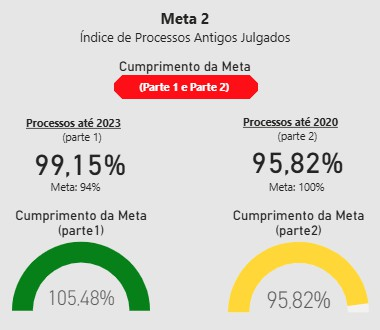 Meta 2
Índice de Processos Antigos Julgados
Cumprimento da Meta
(Parte 1 e Parte 2)
Processos até 2023
(parte 1)
99,15%
Meta: 94%
Processos até 2020
(parte 2)
95,82%
Meta: 100%
Cumprimento da Meta
(parte1)
105,48%
Cumprimento da Meta
(parte2)
95,82%